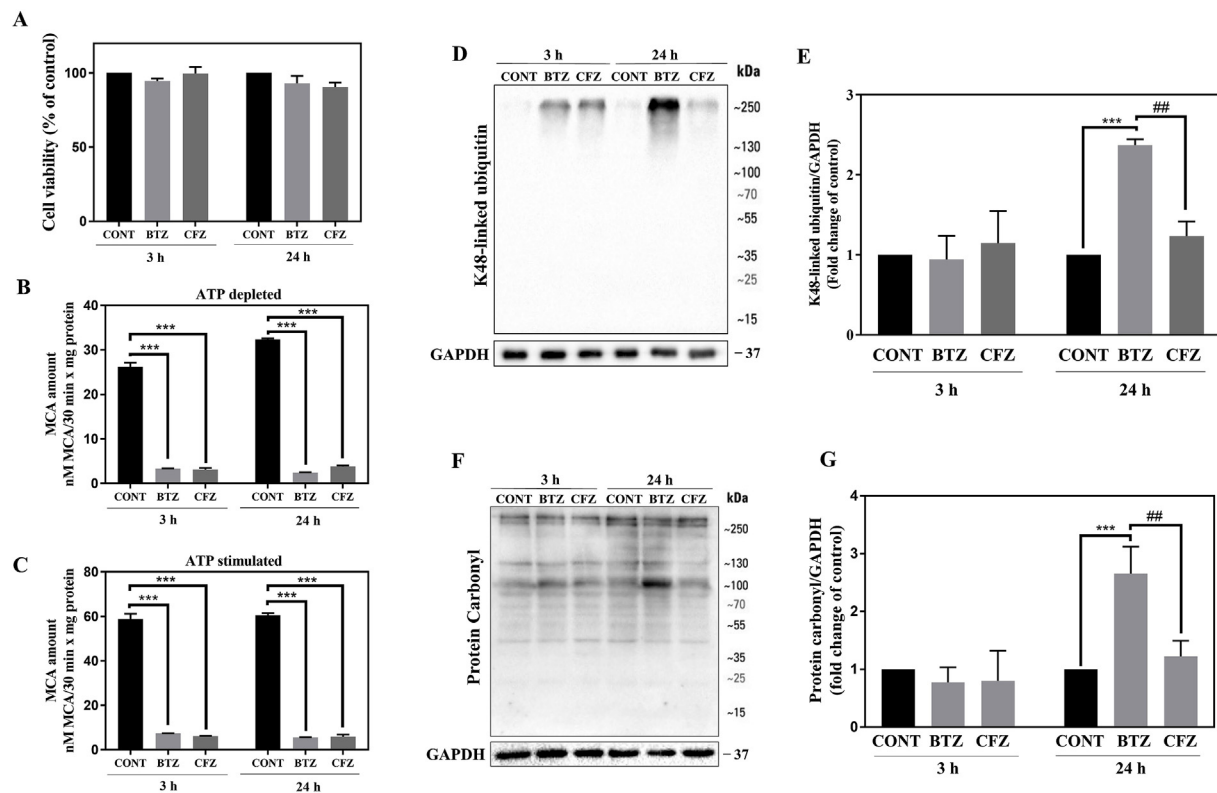 A
Cell viability (% of control)
100
50
0
CONT BTZ CFZ CONT BTZ CFZ
3 h 24 h
B
ATP depleted
MCA amount
nM MCA/30 min x mg protein
40
30
20
10
0
*** *** *** ***
CONT BTZ CFZ CONT BTZ CFZ
3 h 24 h
C
ATP stimulated
MCA amount
nM MCA/30 min x mg protein
80
60
40
20
0
*** *** *** ***
CONT BTZ CFZ CONT BTZ CFZ
3 h 24 h
D
3 h 24 h
CONT BTZ CFZ CONT BTZ CFZ kDa
K48-linked ubiquitin
~250
~130
~100
~70
~55
~35
~25
~15
GAPDH – 37
E
K48-linked ubiquitin/GAPDH
(Fold change of control)
3
2
1
0
*** ##
CONT BTZ CFZ CONT BTZ CFZ
3 h 24 h
F
3 h 24 h
CONT BTZ CFZ CONT BTZ CFZ kDa
Protein Carbonyl
~250
~130
~100
~70
~55
~35
~25
~15
GAPDH – 37
G
Protein carbonyl/GAPDH
(fold change of control)
4
3
2
1
0
*** ##
CONT BTZ CFZ CONT BTZ CFZ
3 h 24 h